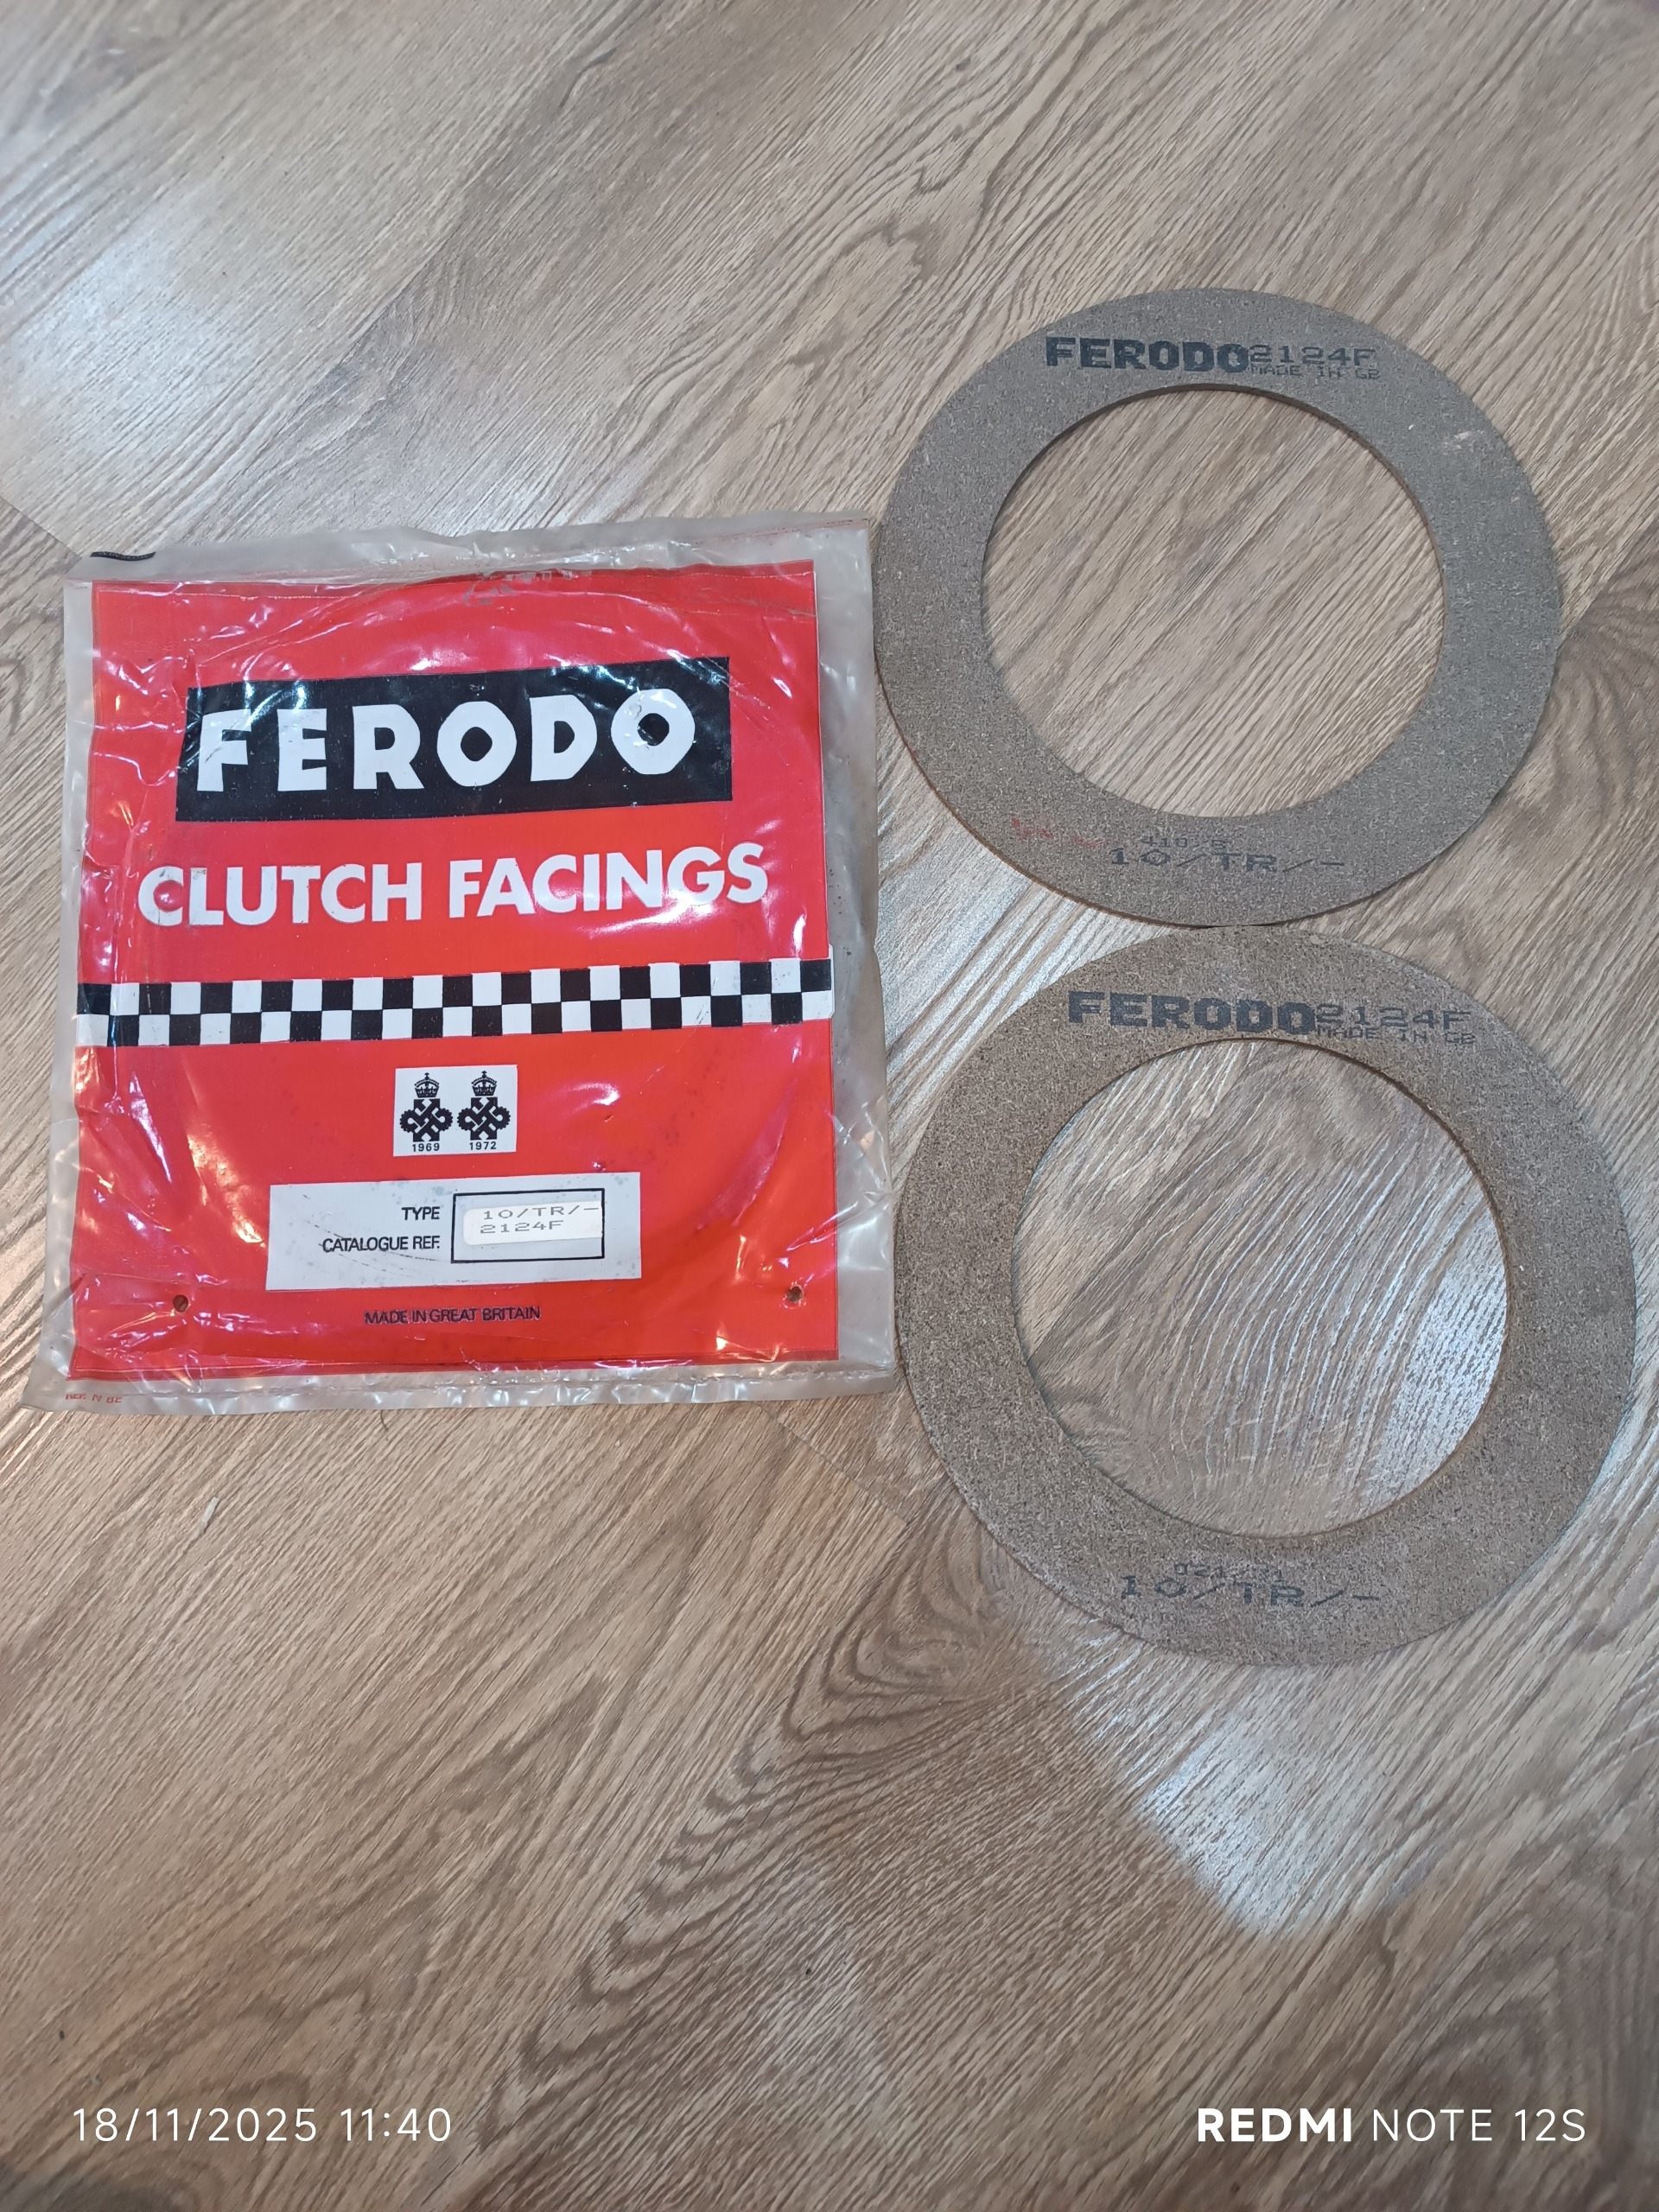 FERODO
CLUTCH FACINGS
1969 1972
TYPE 10/TR/-
CATALOGUE REF. 2124F
MADE IN GREAT BRITAIN
FERODO 2124F
MADE IN GB
10/TR/-
FERODO 2124F
MADE IN GB
10/TR/-
18/11/2025 11:40
REDMI NOTE 12S